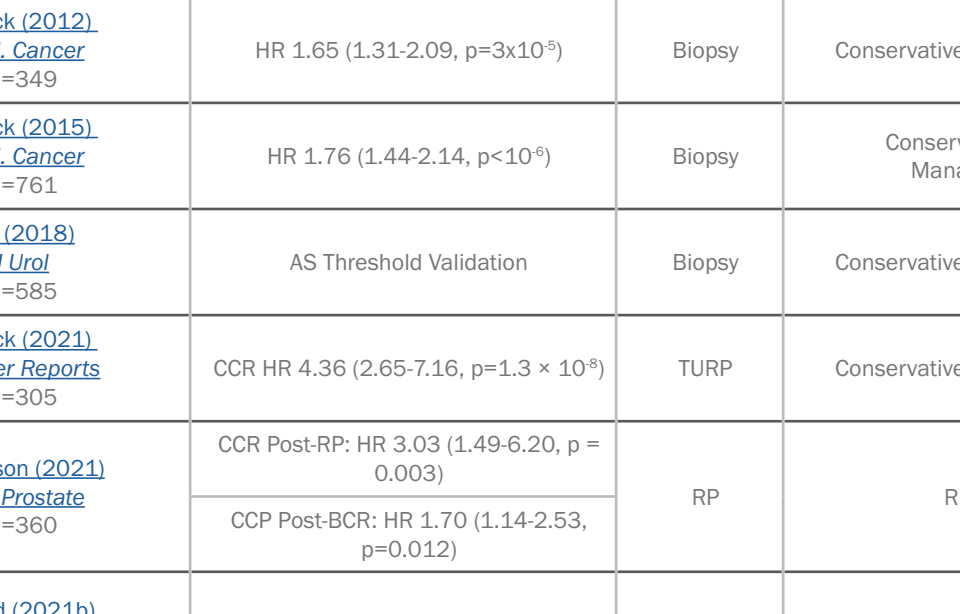 ck (2012)
. Cancer
=349
HR 1.65 (1.31-2.09, p=3x10-5)
Biopsy
Conservative
ck (2015)
. Cancer
=761
HR 1.76 (1.44-2.14, p<10-6)
Biopsy
Conserv
Mana
(2018)
l Urol
=585
AS Threshold Validation
Biopsy
Conservative
ck (2021)
er Reports
=305
CCR HR 4.36 (2.65-7.16, p=1.3 × 10-8)
TURP
Conservative
son (2021)
Prostate
=360
CCR Post-RP: HR 3.03 (1.49-6.20, p =
0.003)
CCP Post-BCR: HR 1.70 (1.14-2.53,
p=0.012)
RP
R
d (2021b)